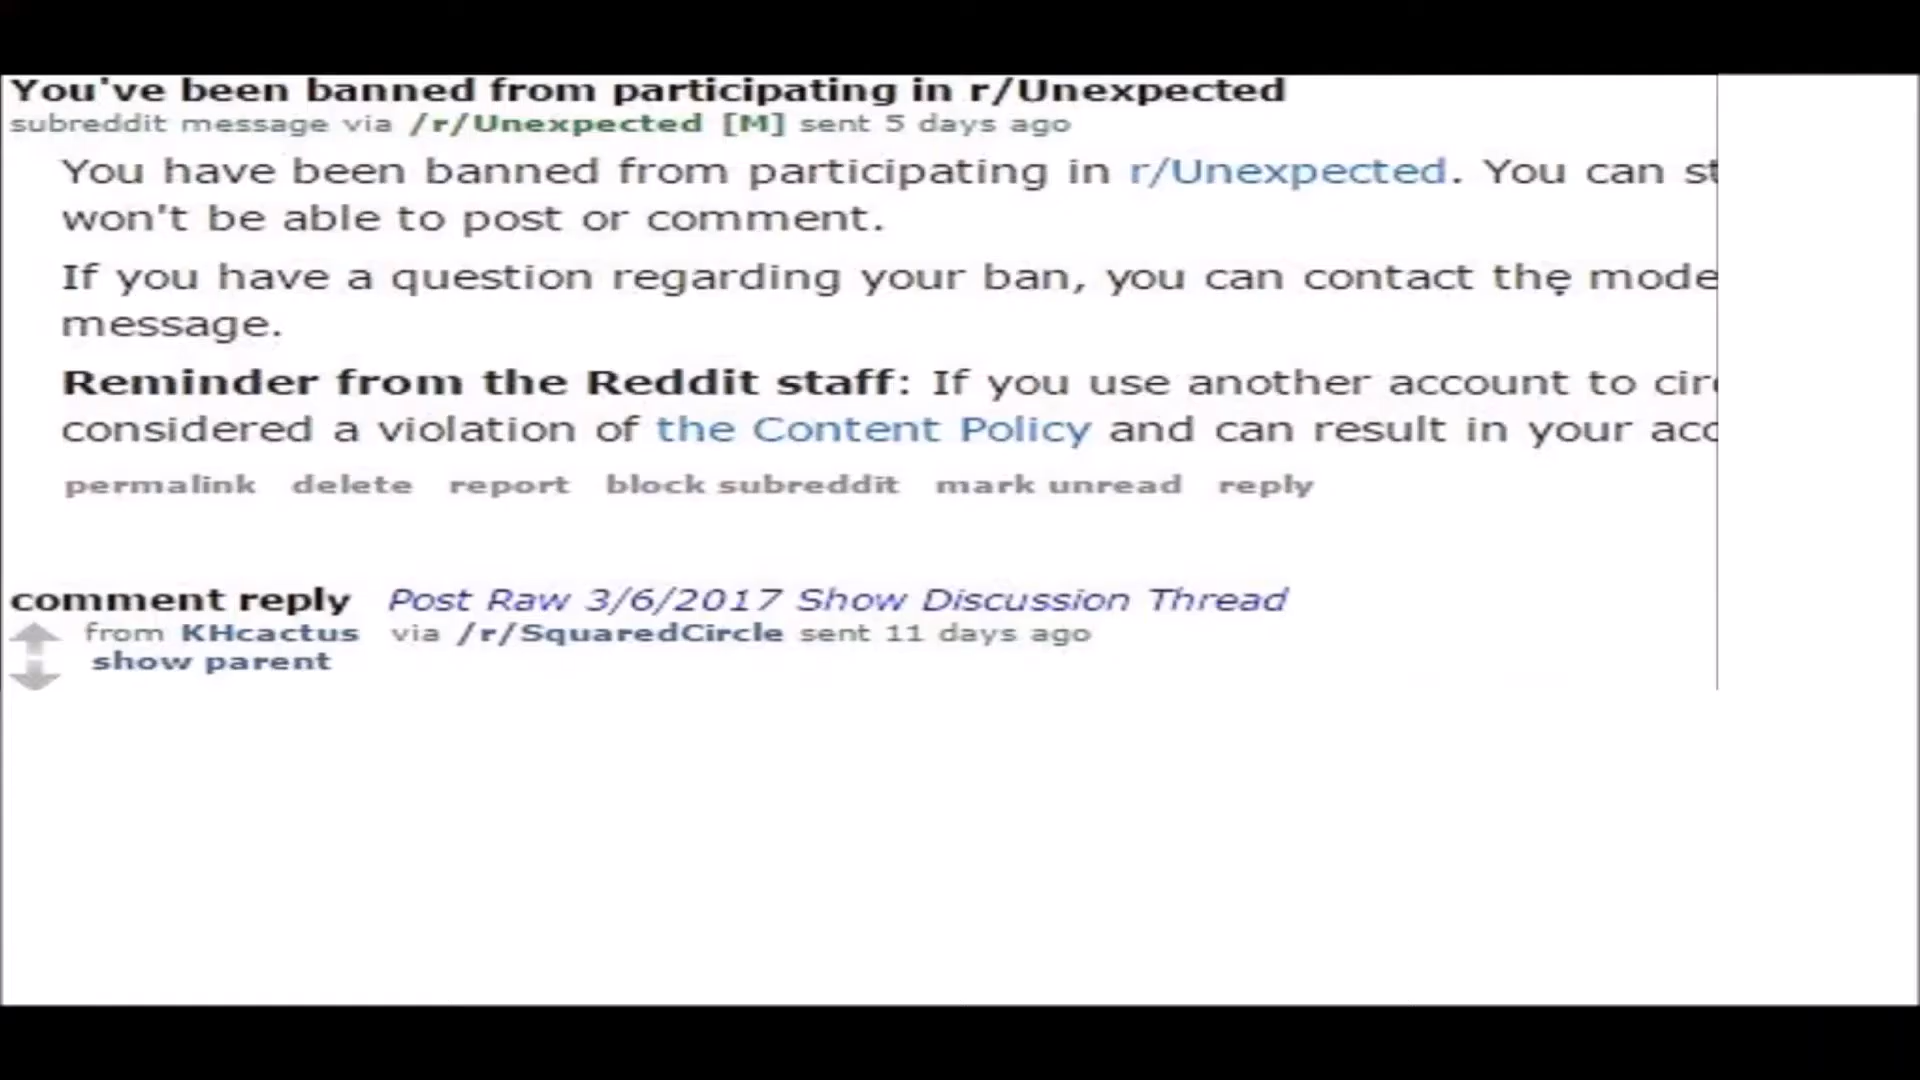 You've been banned from participating in r/Unexpected
subreddit message via /r/Unexpected [M] sent 5 days ago
You have been banned from participating in r/Unexpected. You can
won't be able to post or comment.
If you have a question regarding your ban, you can contact the
message.
Reminder from the Reddit staff: If you use another account to
considered a violation of the Content Policy and can result in your
permalink delete report block subreddit mark unread reply
comment reply Post Raw 3/6/2017 Show Discussion Thread
from KHcactus via /r/SquaredCircle sent 11 days ago
show parent